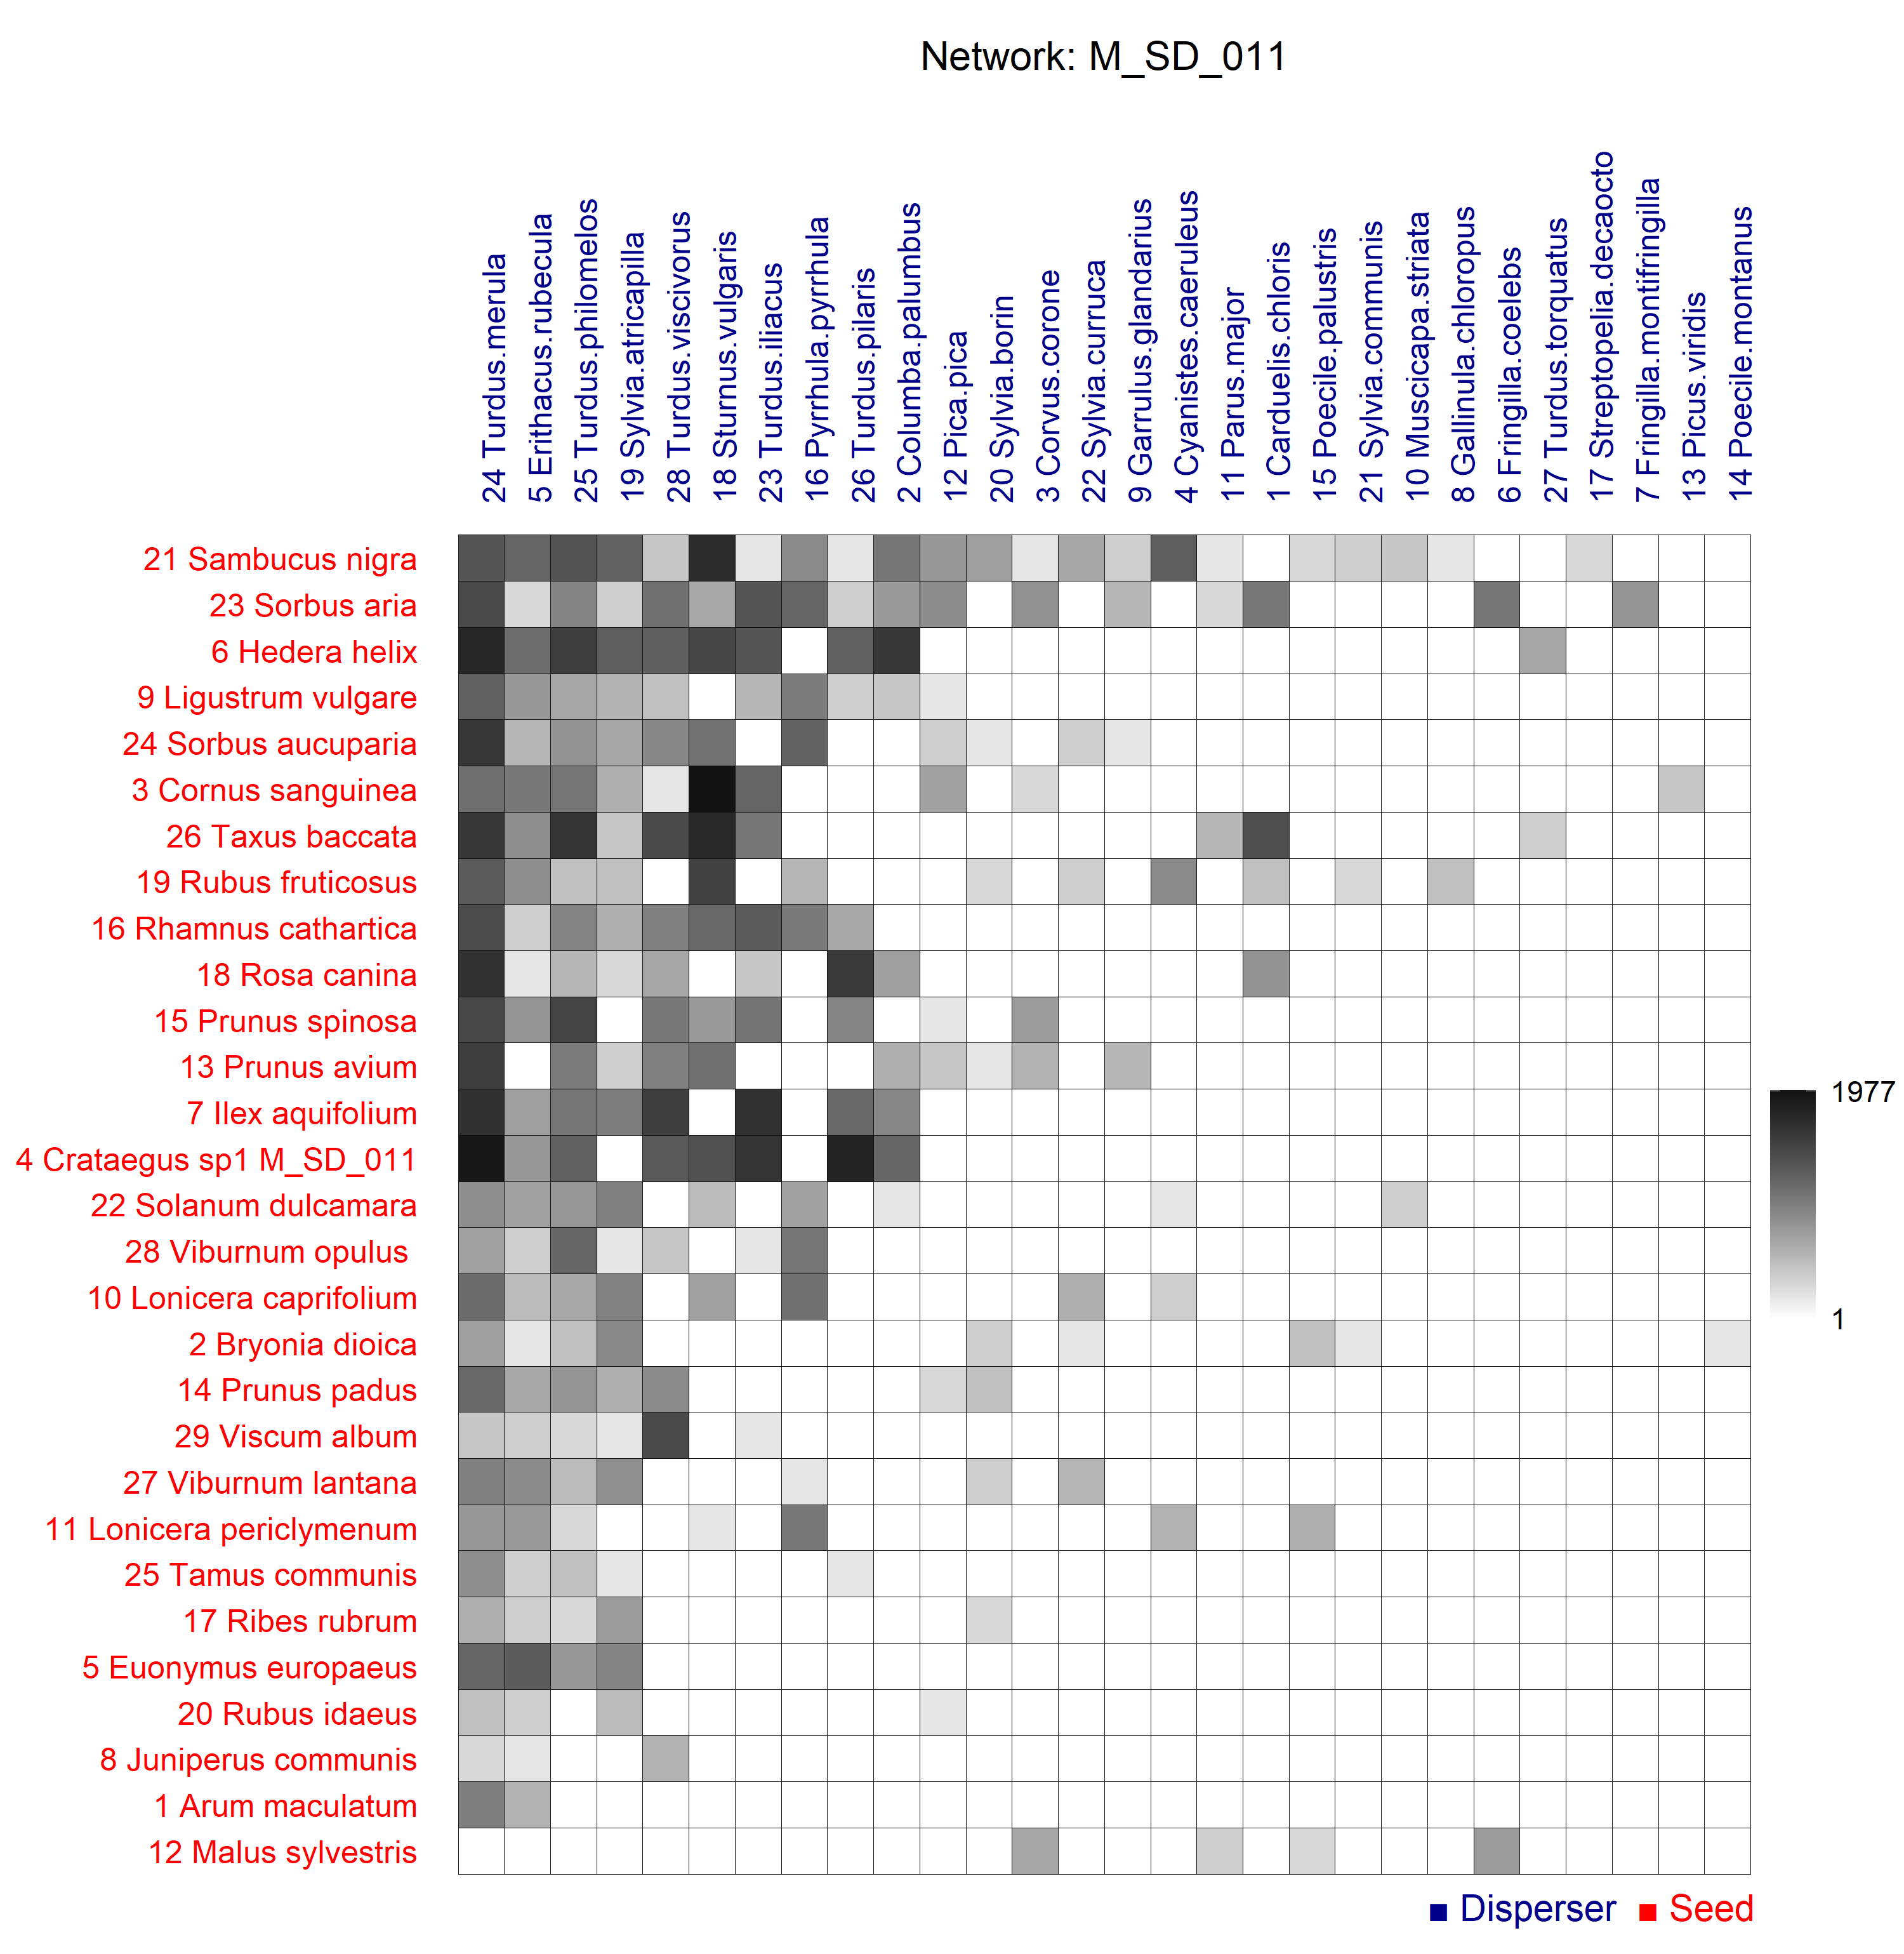 Network: M_SD_011
24 Turdus.merula
5 Erithacus.rubecula
25 Turdus.philomelos
19 Sylvia.atricapilla
28 Turdus.viscivorus
18 Sturnus.vulgaris
23 Turdus.iliacus
16 Pyrrhula.pyrrhula
26 Turdus.pilaris
2 Columba.palumbus
12 Pica.pica
20 Sylvia.borin
3 Corvus.corone
22 Sylvia.curruca
9 Garrulus.glandarius
4 Cyanistes.caeruleus
11 Parus.major
1 Carduelis.chloris
15 Poecile.palustris
21 Sylvia.communis
10 Muscicapa.striata
8 Gallinula.chloropus
6 Fringilla.coelebs
27 Turdus.torquatus
17 Streptopelia.decaocto
7 Fringilla.montifringilla
13 Picus.viridis
14 Poecile.montanus
21 Sambucus nigra
23 Sorbus aria
6 Hedera helix
9 Ligustrum vulgare
24 Sorbus aucuparia
3 Cornus sanguinea
26 Taxus baccata
19 Rubus fruticosus
16 Rhamnus cathartica
18 Rosa canina
15 Prunus spinosa
13 Prunus avium
7 Ilex aquifolium
4 Crataegus sp1 M_SD_011
22 Solanum dulcamara
28 Viburnum opulus
10 Lonicera caprifolium
2 Bryonia dioica
14 Prunus padus
29 Viscum album
27 Viburnum lantana
11 Lonicera periclymenum
25 Tamus communis
17 Ribes rubrum
5 Euonymus europaeus
20 Rubus idaeus
8 Juniperus communis
1 Arum maculatum
12 Malus sylvestris
1977
1
Disperser Seed